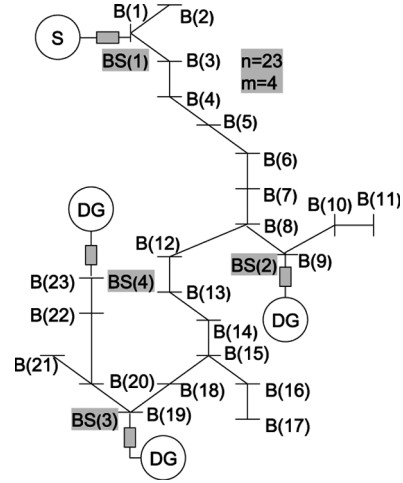 B(1)
B(2)
S
BS(1)
B(3)
n=23
m=4
B(4)
B(5)
B(6)
B(7)
DG
B(8)
B(10)
B(11)
B(12)
BS(2)
B(9)
B(23)
BS(4)
B(13)
B(22)
DG
B(14)
B(21)
B(15)
B(20)
B(18)
B(16)
BS(3)
B(19)
B(17)
DG